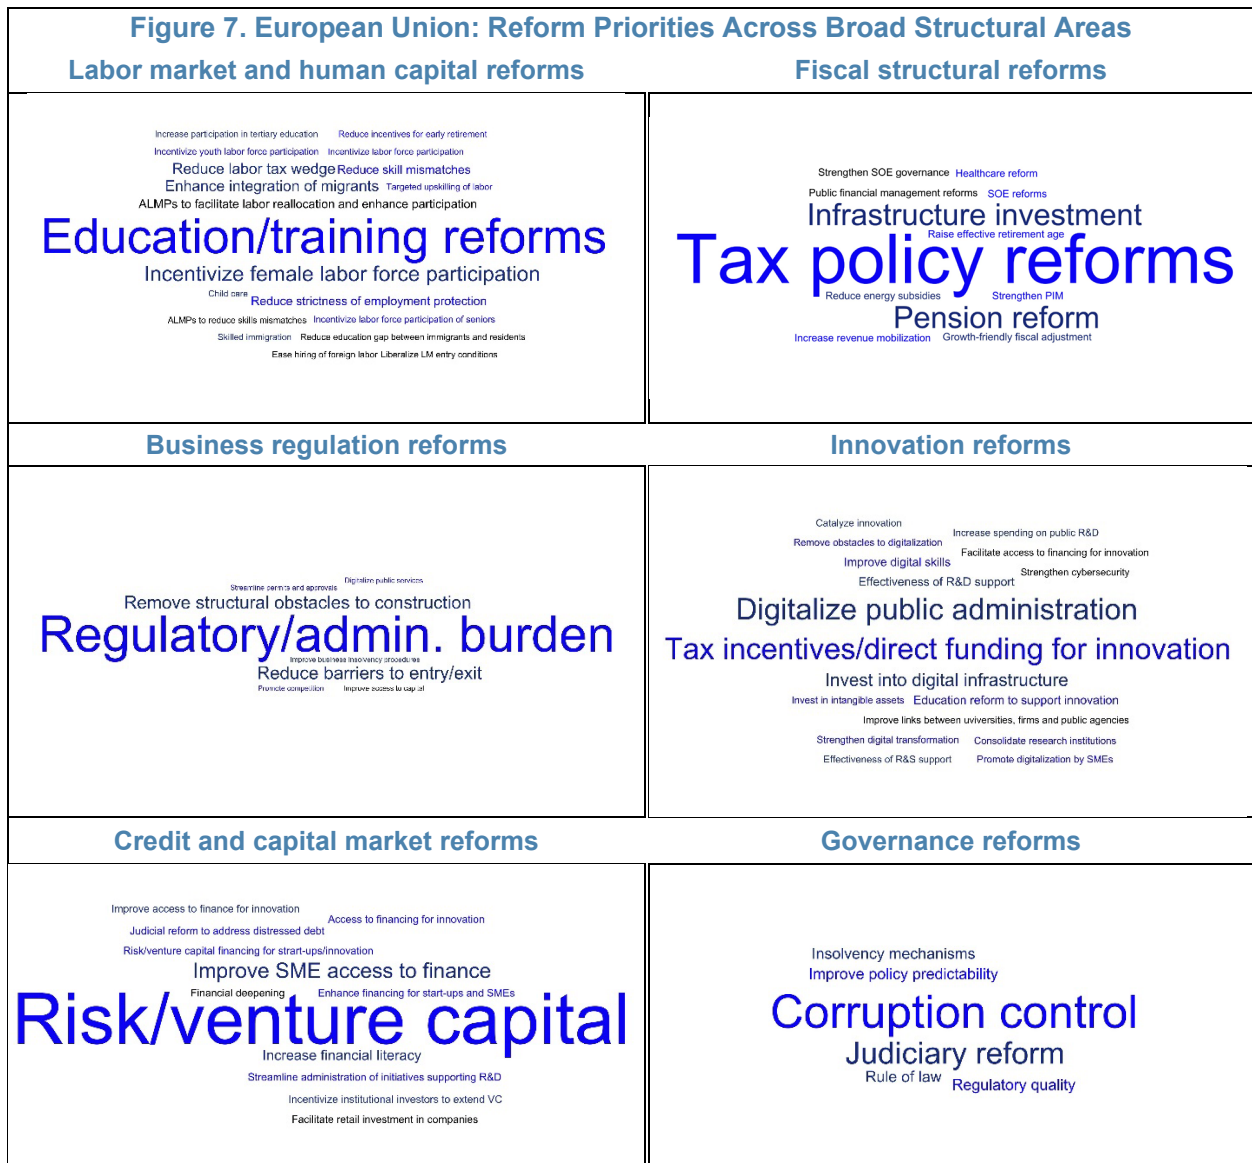 Figure 7. European Union: Reform Priorities Across Broad Structural Areas
Labor market and human capital reforms
Increase participation in tertiary education
Reduce incentives for early retirement
Incentivize youth labor force participation
Incentivize labor force participation
Reduce labor tax wedge
Reduce skill mismatches
Enhance integration of migrants
Targeted upskilling of labor
ALMPs to facilitate labor reallocation and enhance participation
Education/training reforms
Incentivize female labor force participation
Child care
Reduce strictness of employment protection
ALMPs to reduce skills mismatches
Incentivize labor force participation of seniors
Skilled immigration
Reduce education gap between immigrants and residents
Ease hiring of foreign labor
Liberalize LM entry conditions
Fiscal structural reforms
Strengthen SOE governance
Healthcare reform
Public financial management reforms
SOE reforms
Infrastructure investment
Raise effective retirement age
Tax policy reforms
Reduce energy subsidies
Strengthen PIM
Pension reform
Increase revenue mobilization
Growth-friendly fiscal adjustment
Business regulation reforms
Digitalize public services
Streamline permits and approvals
Remove structural obstacles to construction
Regulatory/admin. burden
Improve business insolvency procedures
Reduce barriers to entry/exit
Promote competition
Improve access to capital
Innovation reforms
Catalyze innovation
Increase spending on public R&D
Remove obstacles to digitalization
Facilitate access to financing for innovation
Improve digital skills
Strengthen cybersecurity
Effectiveness of R&D support
Digitalize public administration
Tax incentives/direct funding for innovation
Invest into digital infrastructure
Invest in intangible assets
Education reform to support innovation
Improve links between uviversities, firms and public agencies
Strengthen digital transformation
Consolidate research institutions
Effectiveness of R&S support
Promote digitalization by SMEs
Credit and capital market reforms
Improve access to finance for innovation
Access to financing for innovation
Judicial reform to address distressed debt
Risk/venture capital financing for strart-ups/innovation
Improve SME access to finance
Financial deepening
Enhance financing for start-ups and SMEs
Risk/venture capital
Increase financial literacy
Streamline administration of initiatives supporting R&D
Incentivize institutional investors to extend VC
Facilitate retail investment in companies
Governance reforms
Insolvency mechanisms
Improve policy predictability
Corruption control
Judiciary reform
Rule of law
Regulatory quality